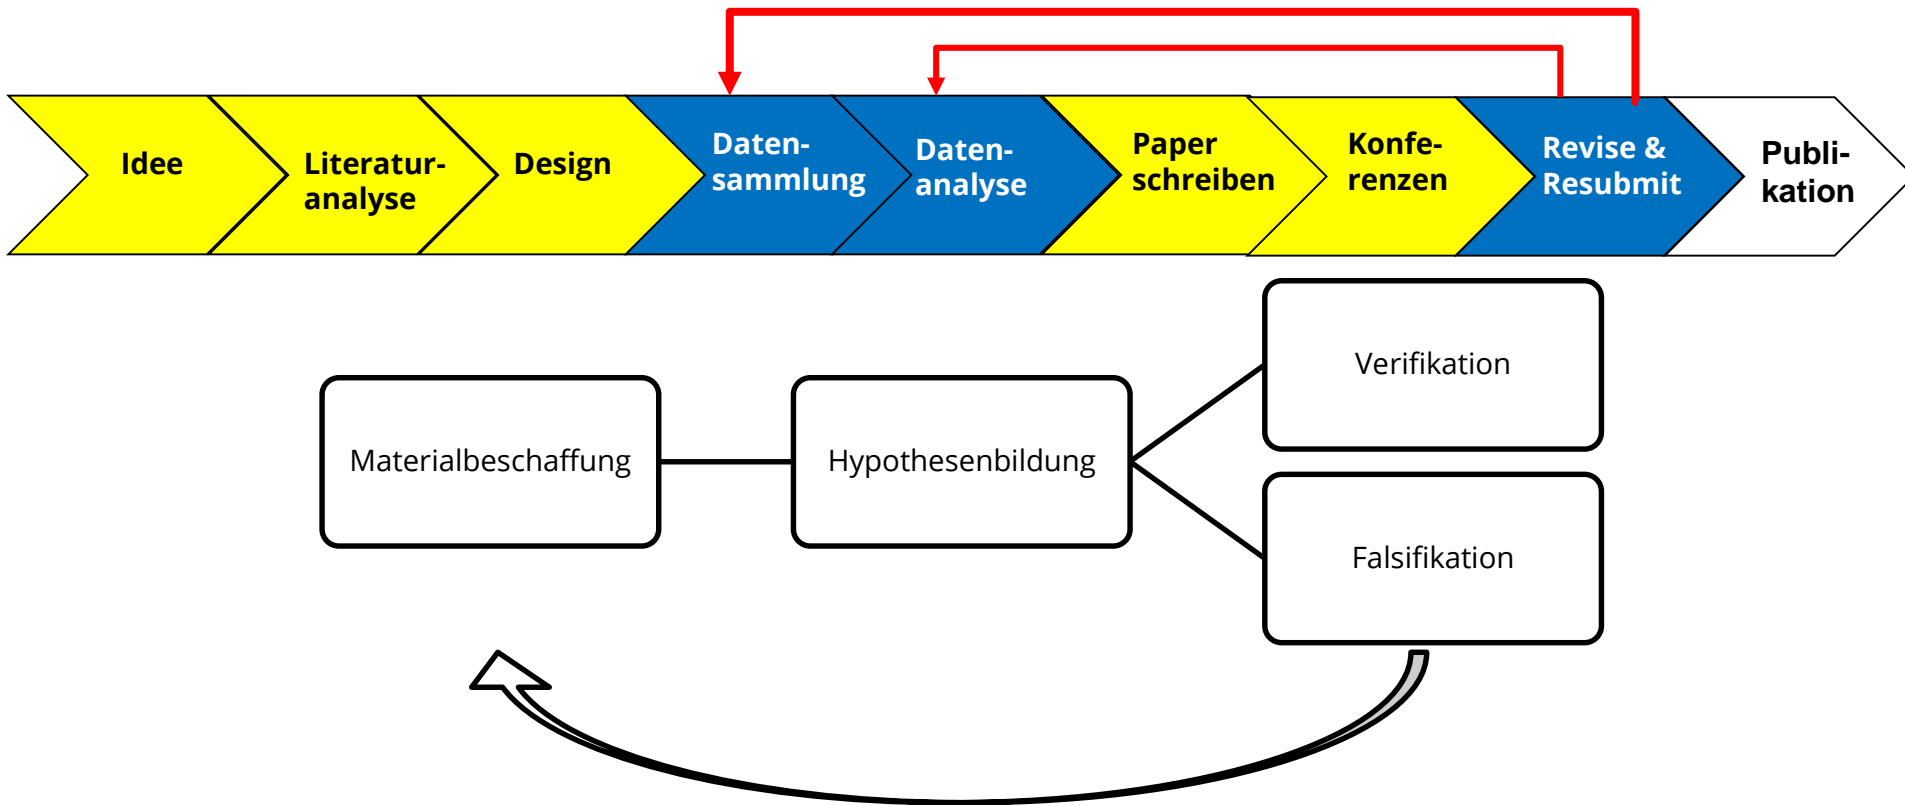 Idee
Literatur-
analyse
Design
Daten-
sammlung
Daten-
analyse
Paper
schreiben
Konfe-
renzen
Revise &
Resubmit
Publi-
kation
Materialbeschaffung
Hypothesenbildung
Verifikation
Falsifikation